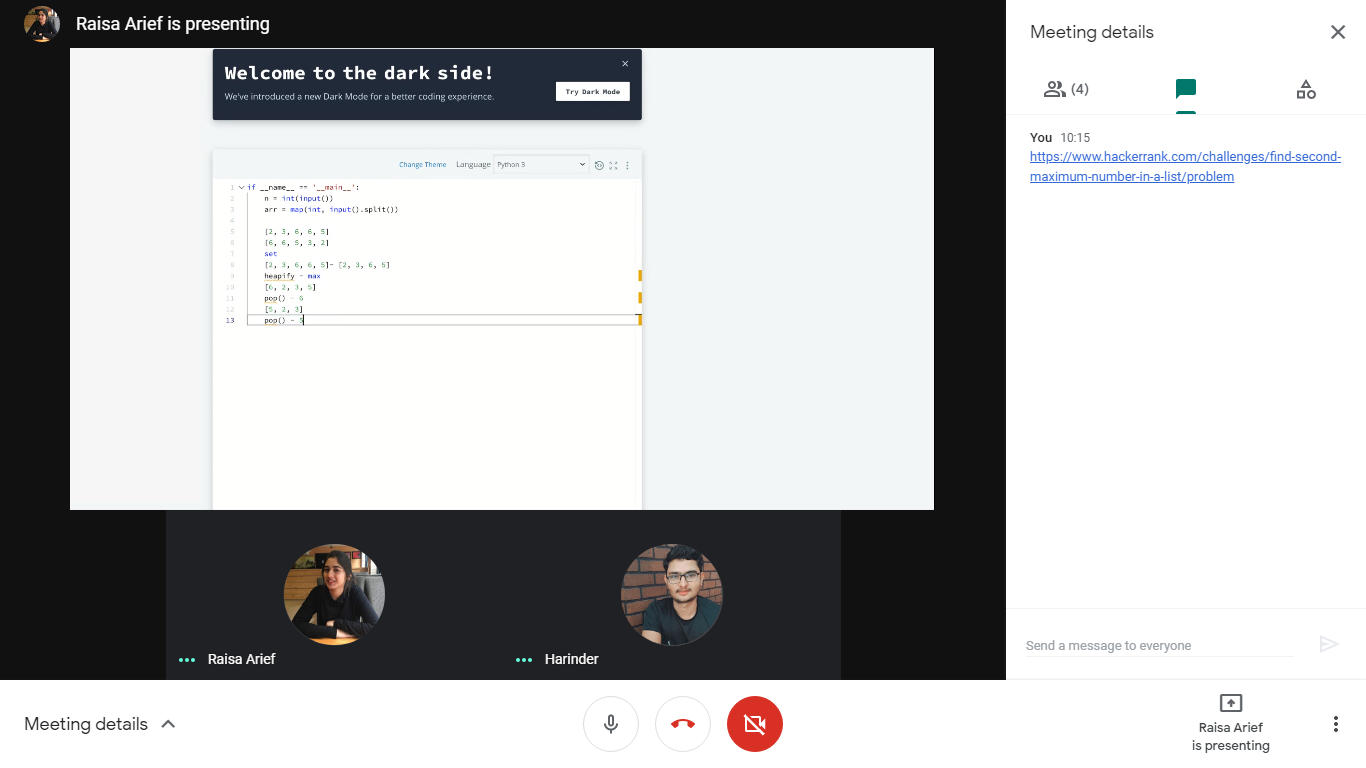 Raisa Arief is presenting
Welcome to the dark side!
We've introduced a new Dark Mode for a better coding experience.
Try Dark Mode
Change Theme Language Python 3
1 if __name__ == '__main__':
2 n = int(input())
3 arr = map(int, input().split())
4
5 [2, 3, 6, 6, 5]
6 [6, 6, 5, 3, 2]
7 set
8 [2, 3, 6, 6, 5]- [2, 3, 6, 5]
9 heapify - max
10 [6, 2, 3, 5]
11 pop() - 6
12 [5, 2, 3]
13 pop() - 5
Raisa Arief
Harinder
Meeting details
(4)
You 10:15
https://www.hackerrank.com/challenges/find-second-
maximum-number-in-a-list/problem
Send a message to everyone
Meeting details
Raisa Arief
is presenting